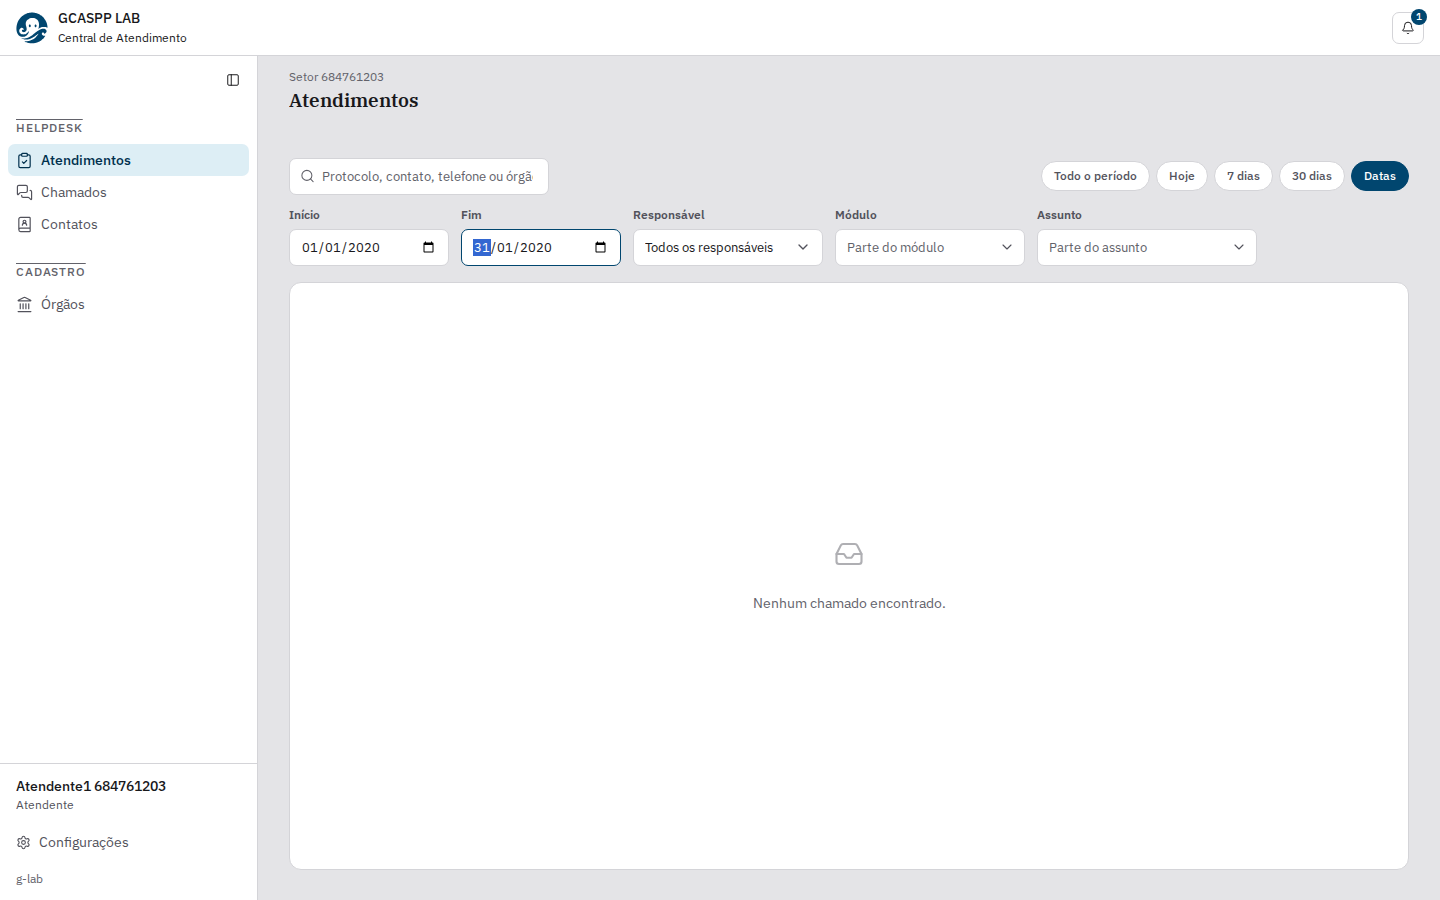 GCASPP LAB
Central de Atendimento
1
HELPDESK
Atendimentos
Chamados
Contatos
CADASTRO
Órgãos
Atendente1 684761203
Atendente
Configurações
g-lab
Setor 684761203
Atendimentos
Protocolo, contato, telefone ou órgã
Todo o período
Hoje
7 dias
30 dias
Datas
Início
Fim
Responsável
Módulo
Assunto
01/01/2020
31/01/2020
Todos os responsáveis
Parte do módulo
Parte do assunto
Nenhum chamado encontrado.